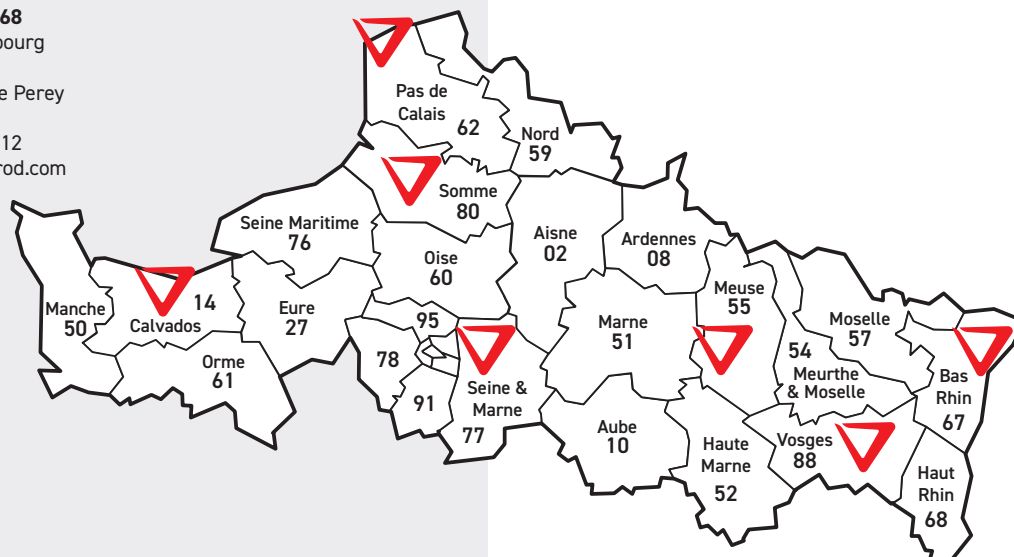 68
bourg
e Perey
12
rod.com
Pas de
Calais
62
Nord
59
Somme
80
Seine Maritime
76
Aisne
02
Ardennes
08
Oise
60
Meuse
55
Manche
50
14
Calvados
Eure
27
95
Marne
51
Moselle
57
54
Meurthe
& Moselle
Orme
61
78
91
Seine &
Marne
77
Bas
Rhin
67
Aube
10
Haute
Marne
52
Vosges
88
Haut
Rhin
68